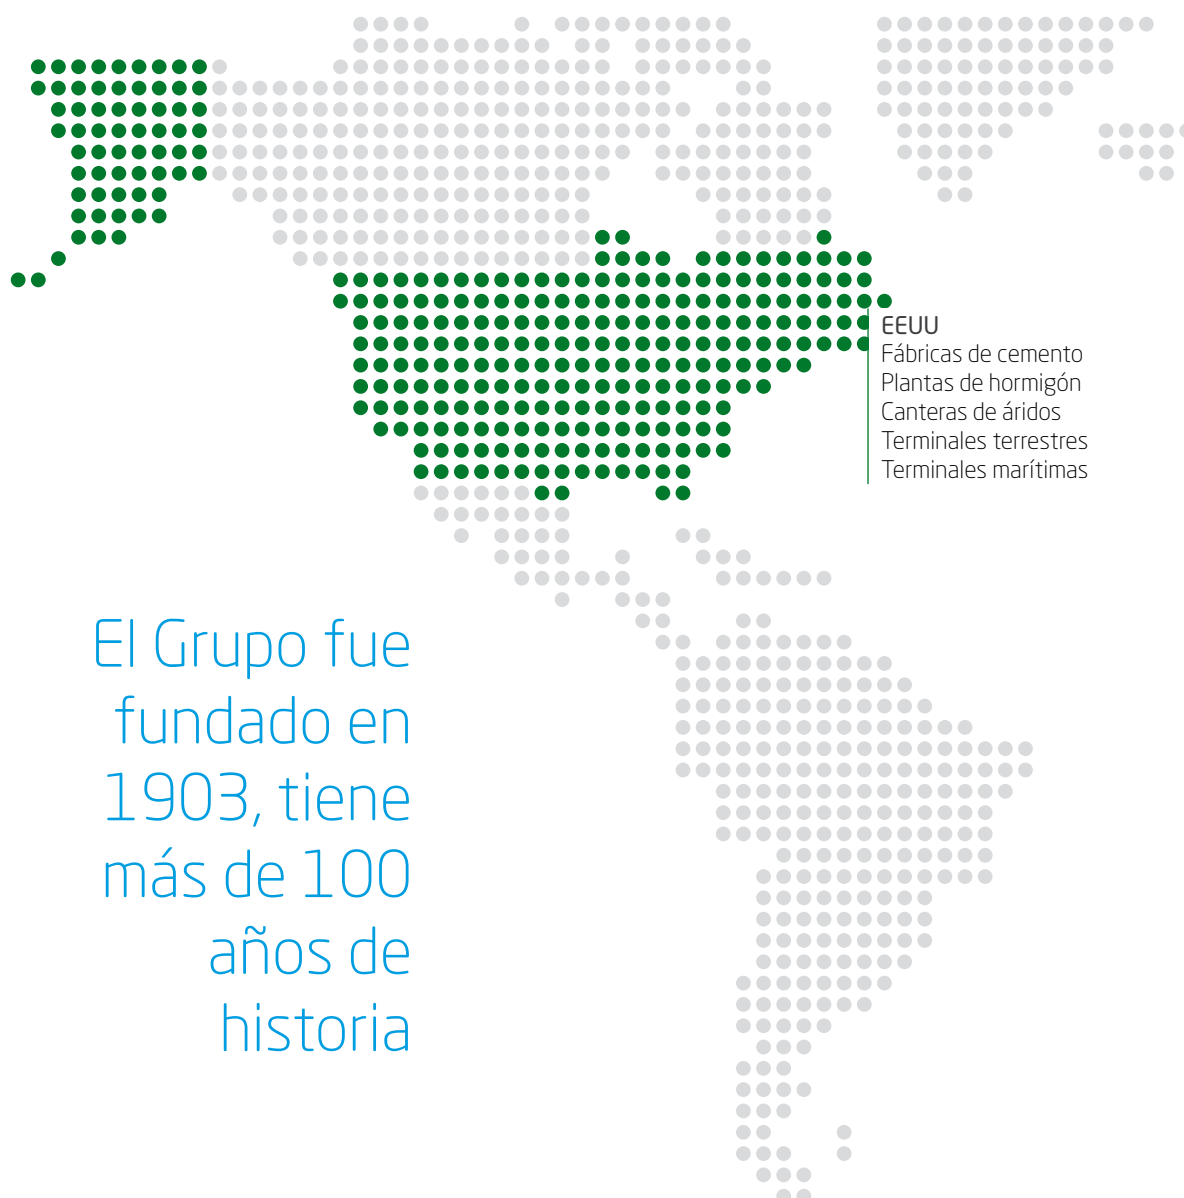 EEUU
Fábricas de cemento
Plantas de hormigón
Canteras de áridos
Terminales terrestres
Terminales marítimas
El Grupo fue
fundado en
1903, tiene
más de 100
años de
historia